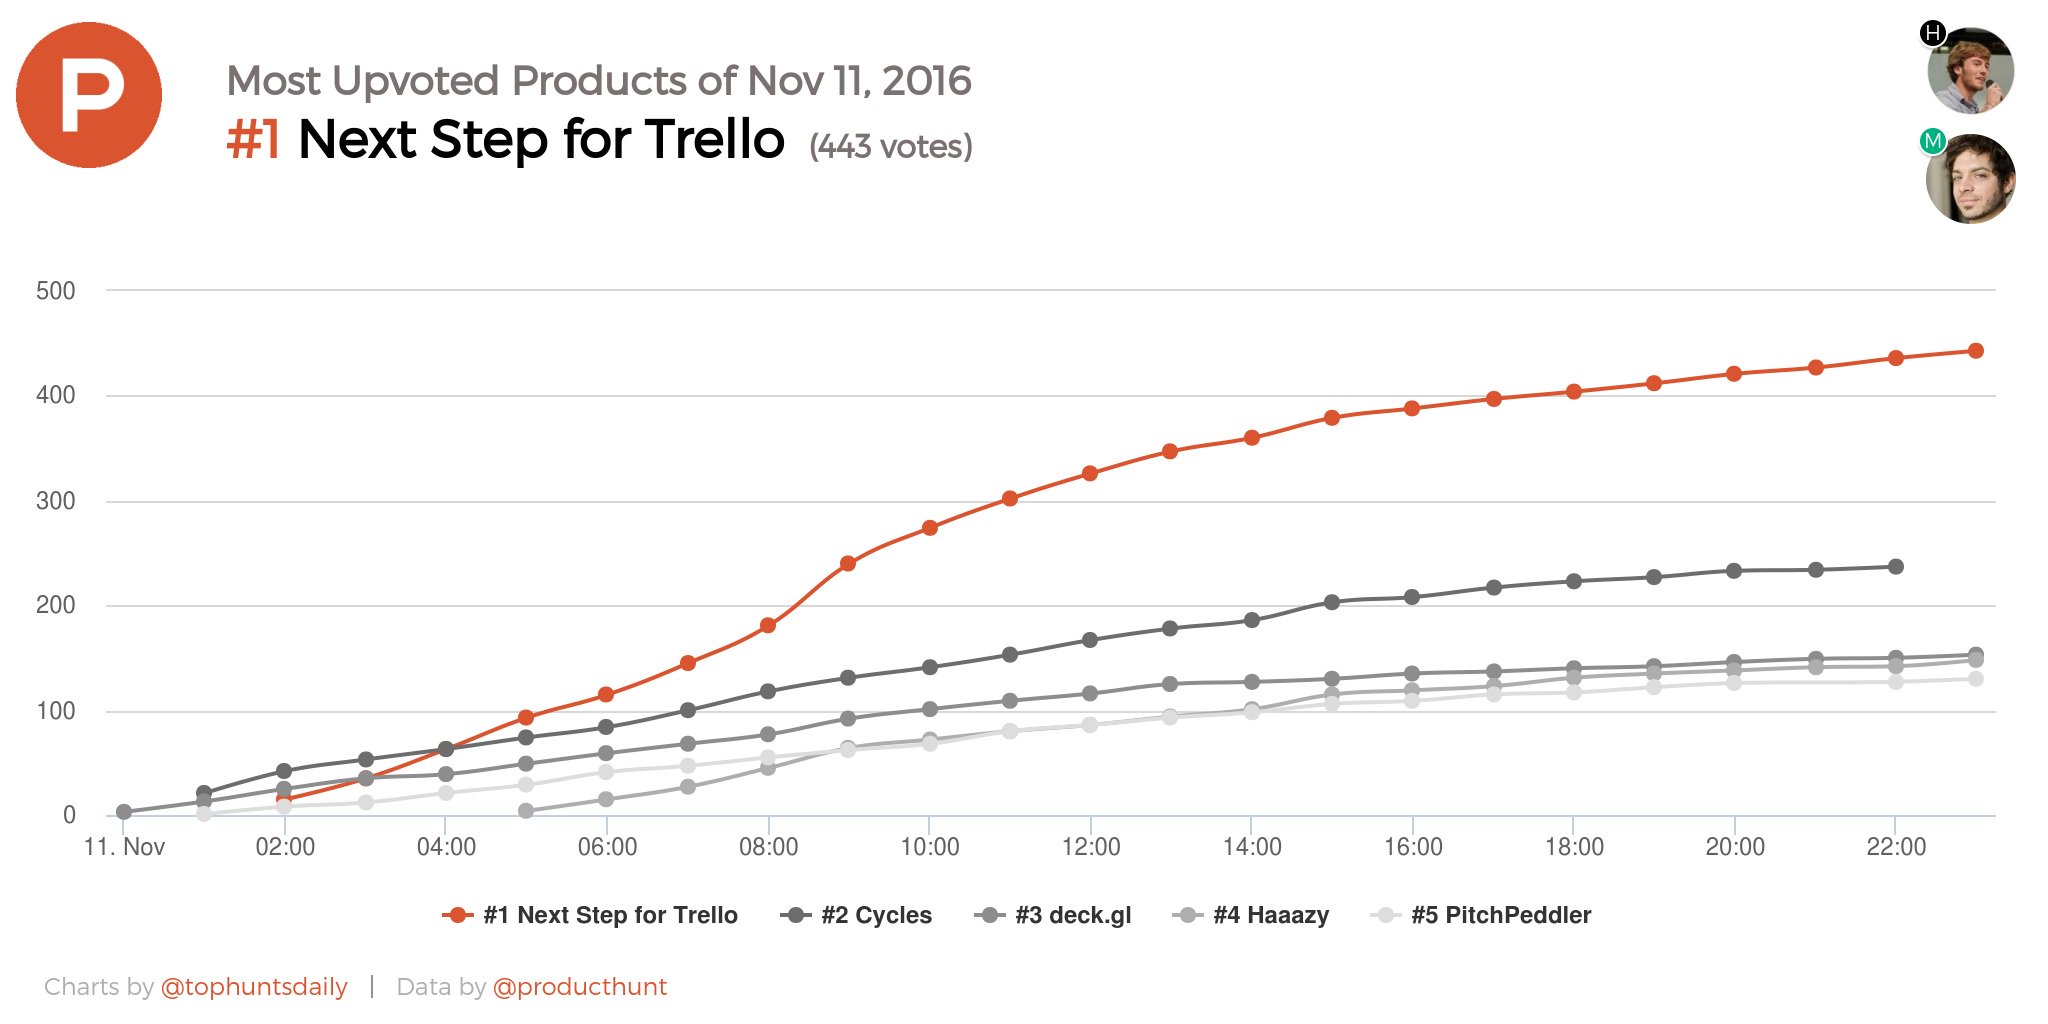 P
Most Upvoted Products of Nov 11, 2016
#1 Next Step for Trello (443 votes)
H
M
500
400
300
200
100
0
11. Nov 02:00 04:00 06:00 08:00 10:00 12:00 14:00 16:00 18:00 20:00 22:00
#1 Next Step for Trello #2 Cycles #3 deck.gl #4 Haaazy #5 PitchPeddler
Charts by @tophuntsdaily | Data by @producthunt